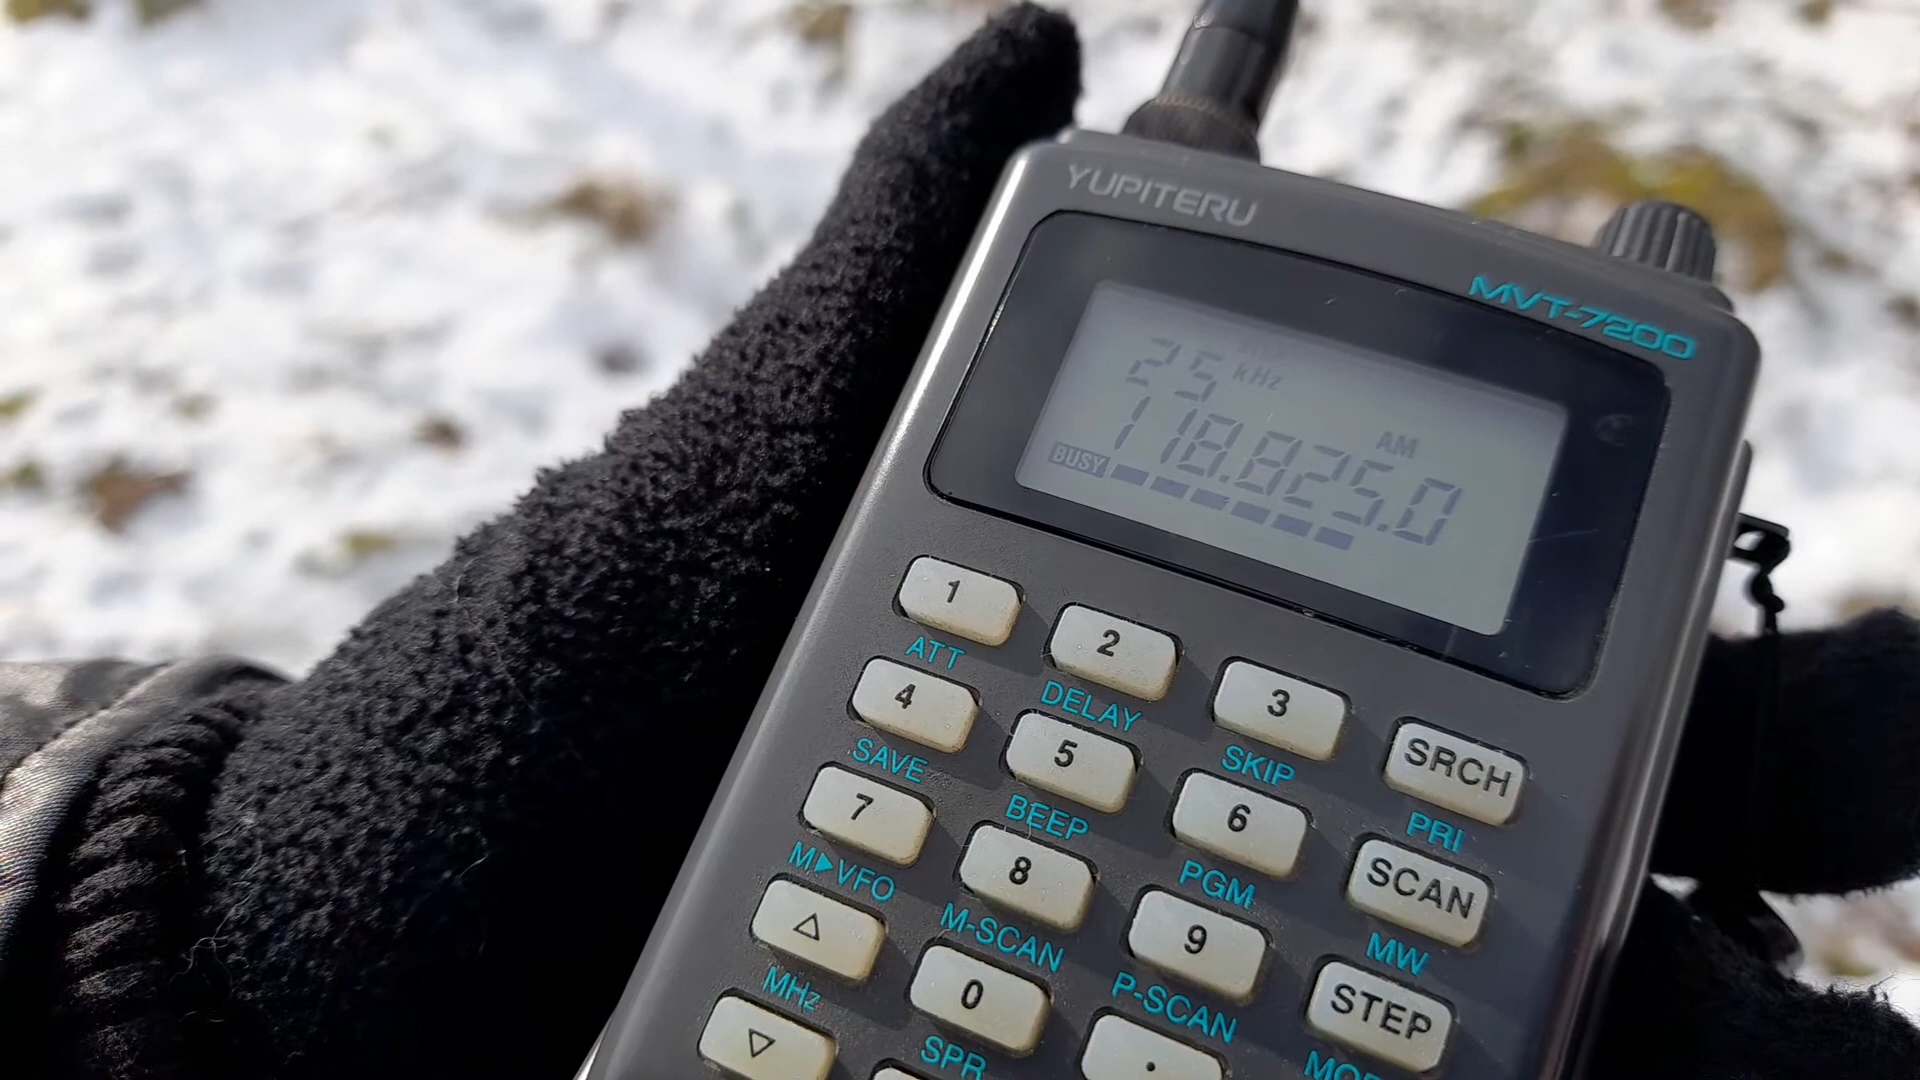 YUPITERU
MVT-7200
25 kHz
AM
118.825.0
BUSY
1
2
3
SRCH
ATT
DELAY
SKIP
PRI
4
5
6
SCAN
SAVE
BEEP
PGM
MW
7
8
9
STEP
M▶VFO
M-SCAN
P-SCAN
△
0
.
MHz
SPR
▽